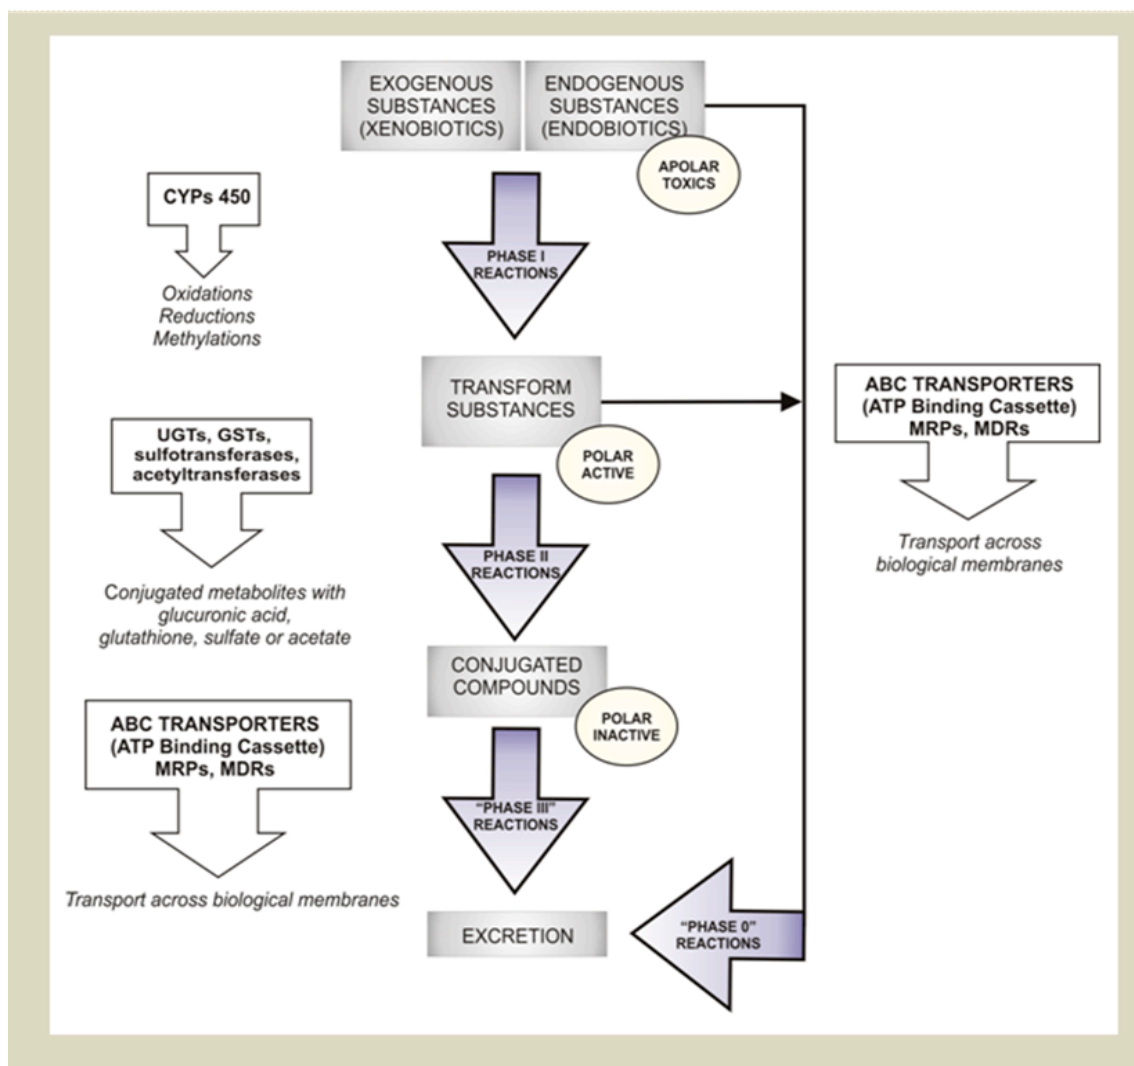 EXOGENOUS
SUBSTANCES
(XENOBIOTICS)
ENDOGENOUS
SUBSTANCES
(ENDOBIOTICS)
APOLAR
TOXICS
CYPs 450
Oxidations
Reductions
Methylations
PHASE I
REACTIONS
TRANSFORM
SUBSTANCES
POLAR
ACTIVE
ABC TRANSPORTERS
(ATP Binding Cassette)
MRPs, MDRs
Transport across
biological membranes
UGTs, GSTs,
sulfotransferases,
acetyltransferases
Conjugated metabolites with
glucuronic acid,
glutathione, sulfate or acetate
PHASE II
REACTIONS
CONJUGATED
COMPOUNDS
POLAR
INACTIVE
ABC TRANSPORTERS
(ATP Binding Cassette)
MRPs, MDRs
Transport across biological membranes
"PHASE III"
REACTIONS
EXCRETION
"PHASE 0"
REACTIONS